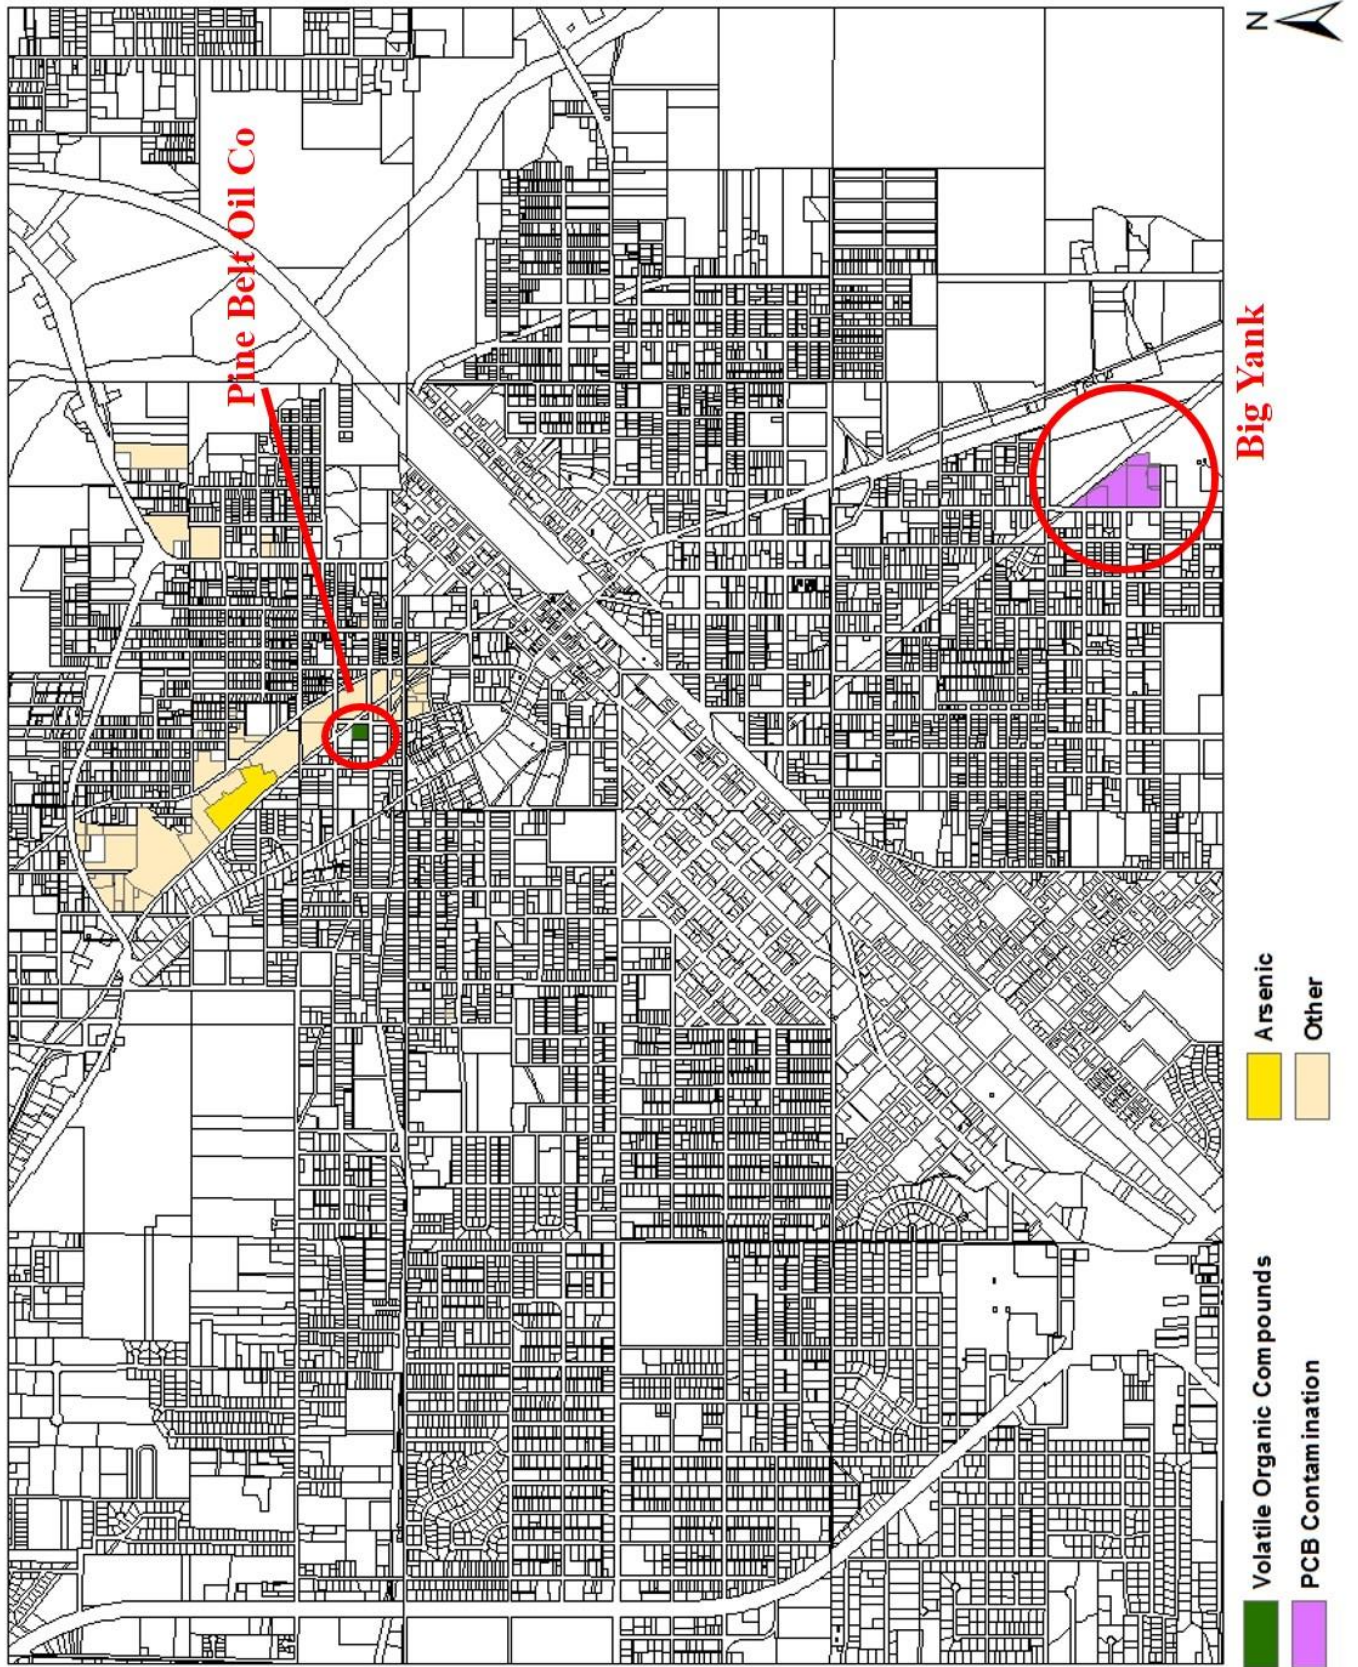 Pine Belt Oil Co
Big Yank
N
Volatile Organic Compounds
PCB Contamination
Arsenic
Other